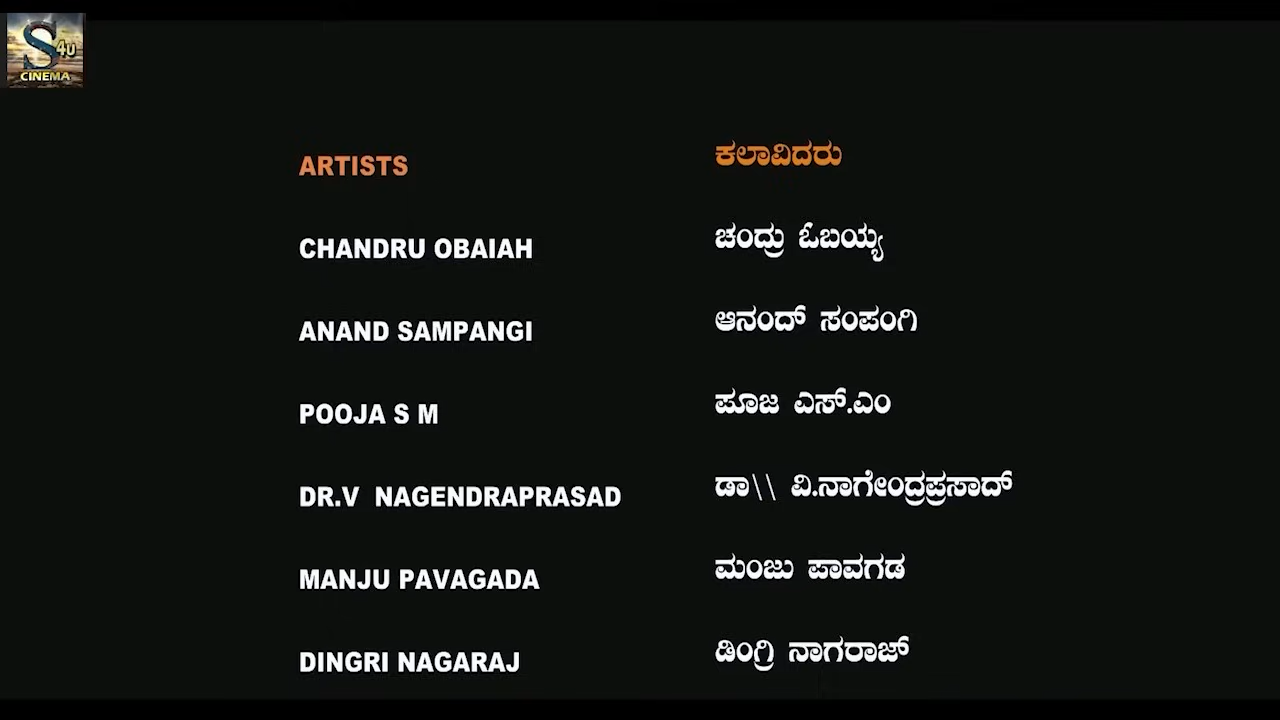 S 4U
CINEMA
ARTISTS ಕಲಾವಿದರು
CHANDRU OBAIAH ಚಂದ್ರು ಓಬಯ್ಯ
ANAND SAMPANGI ಆನಂದ್ ಸಂಪಂಗಿ
POOJA S M ಪೂಜ ಎಸ್.ಎಂ
DR.V  NAGENDRAPRASAD ಡಾ\\ ವಿ.ನಾಗೇಂದ್ರಪ್ರಸಾದ್
MANJU PAVAGADA ಮಂಜು ಪಾವಗಡ
DINGRI NAGARAJ ಡಿಂಗ್ರಿ ನಾಗರಾಜ್